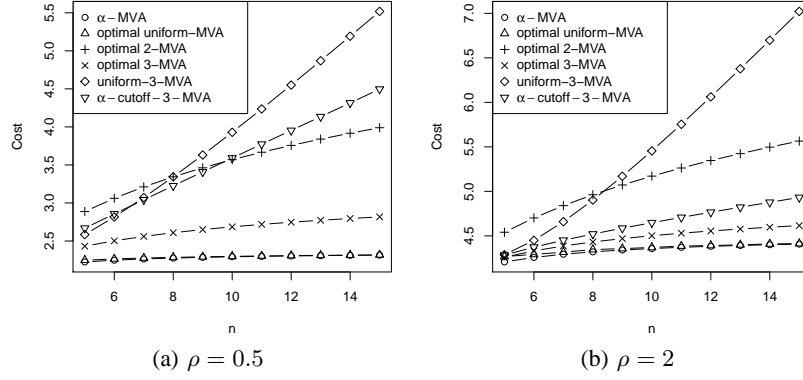 5.5
5.0
4.5
4.0
3.5
3.0
2.5
Cost
α−MVA
optimal uniform−MVA
optimal 2−MVA
optimal 3−MVA
uniform−3−MVA
α−cutoff−3−MVA
6 8 10 12 14
n
(a) ρ = 0.5
7.0
6.5
6.0
5.5
5.0
4.5
Cost
α−MVA
optimal uniform−MVA
optimal 2−MVA
optimal 3−MVA
uniform−3−MVA
α−cutoff−3−MVA
6 8 10 12 14
n
(b) ρ = 2